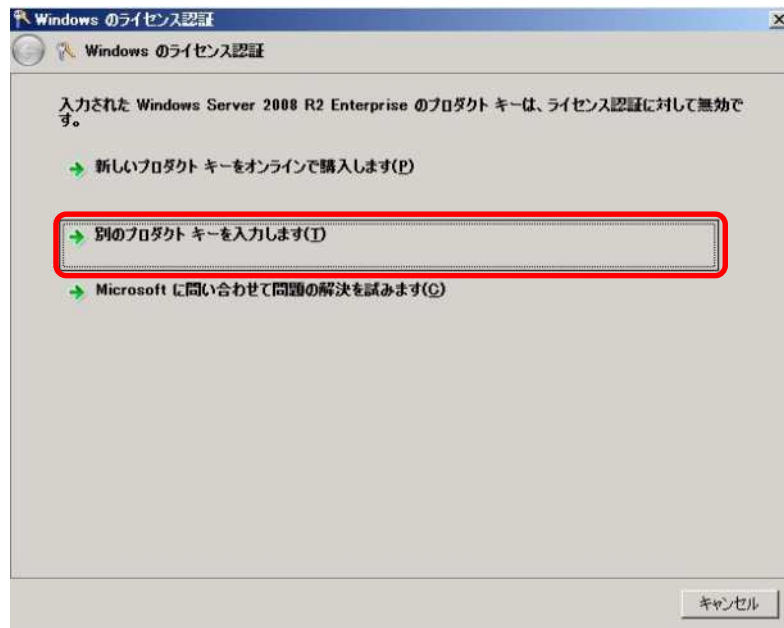 Windows のライセンス認証
Windows のライセンス認証
入力された Windows Server 2008 R2 Enterprise のプロダクト キーは、ライセンス認証に対して無効で
す。
新しいプロダクト キーをオンラインで購入します(P)
別のプロダクト キーを入力します(T)
Microsoft に問い合わせて問題の解決を試みます(C)
キャンセル